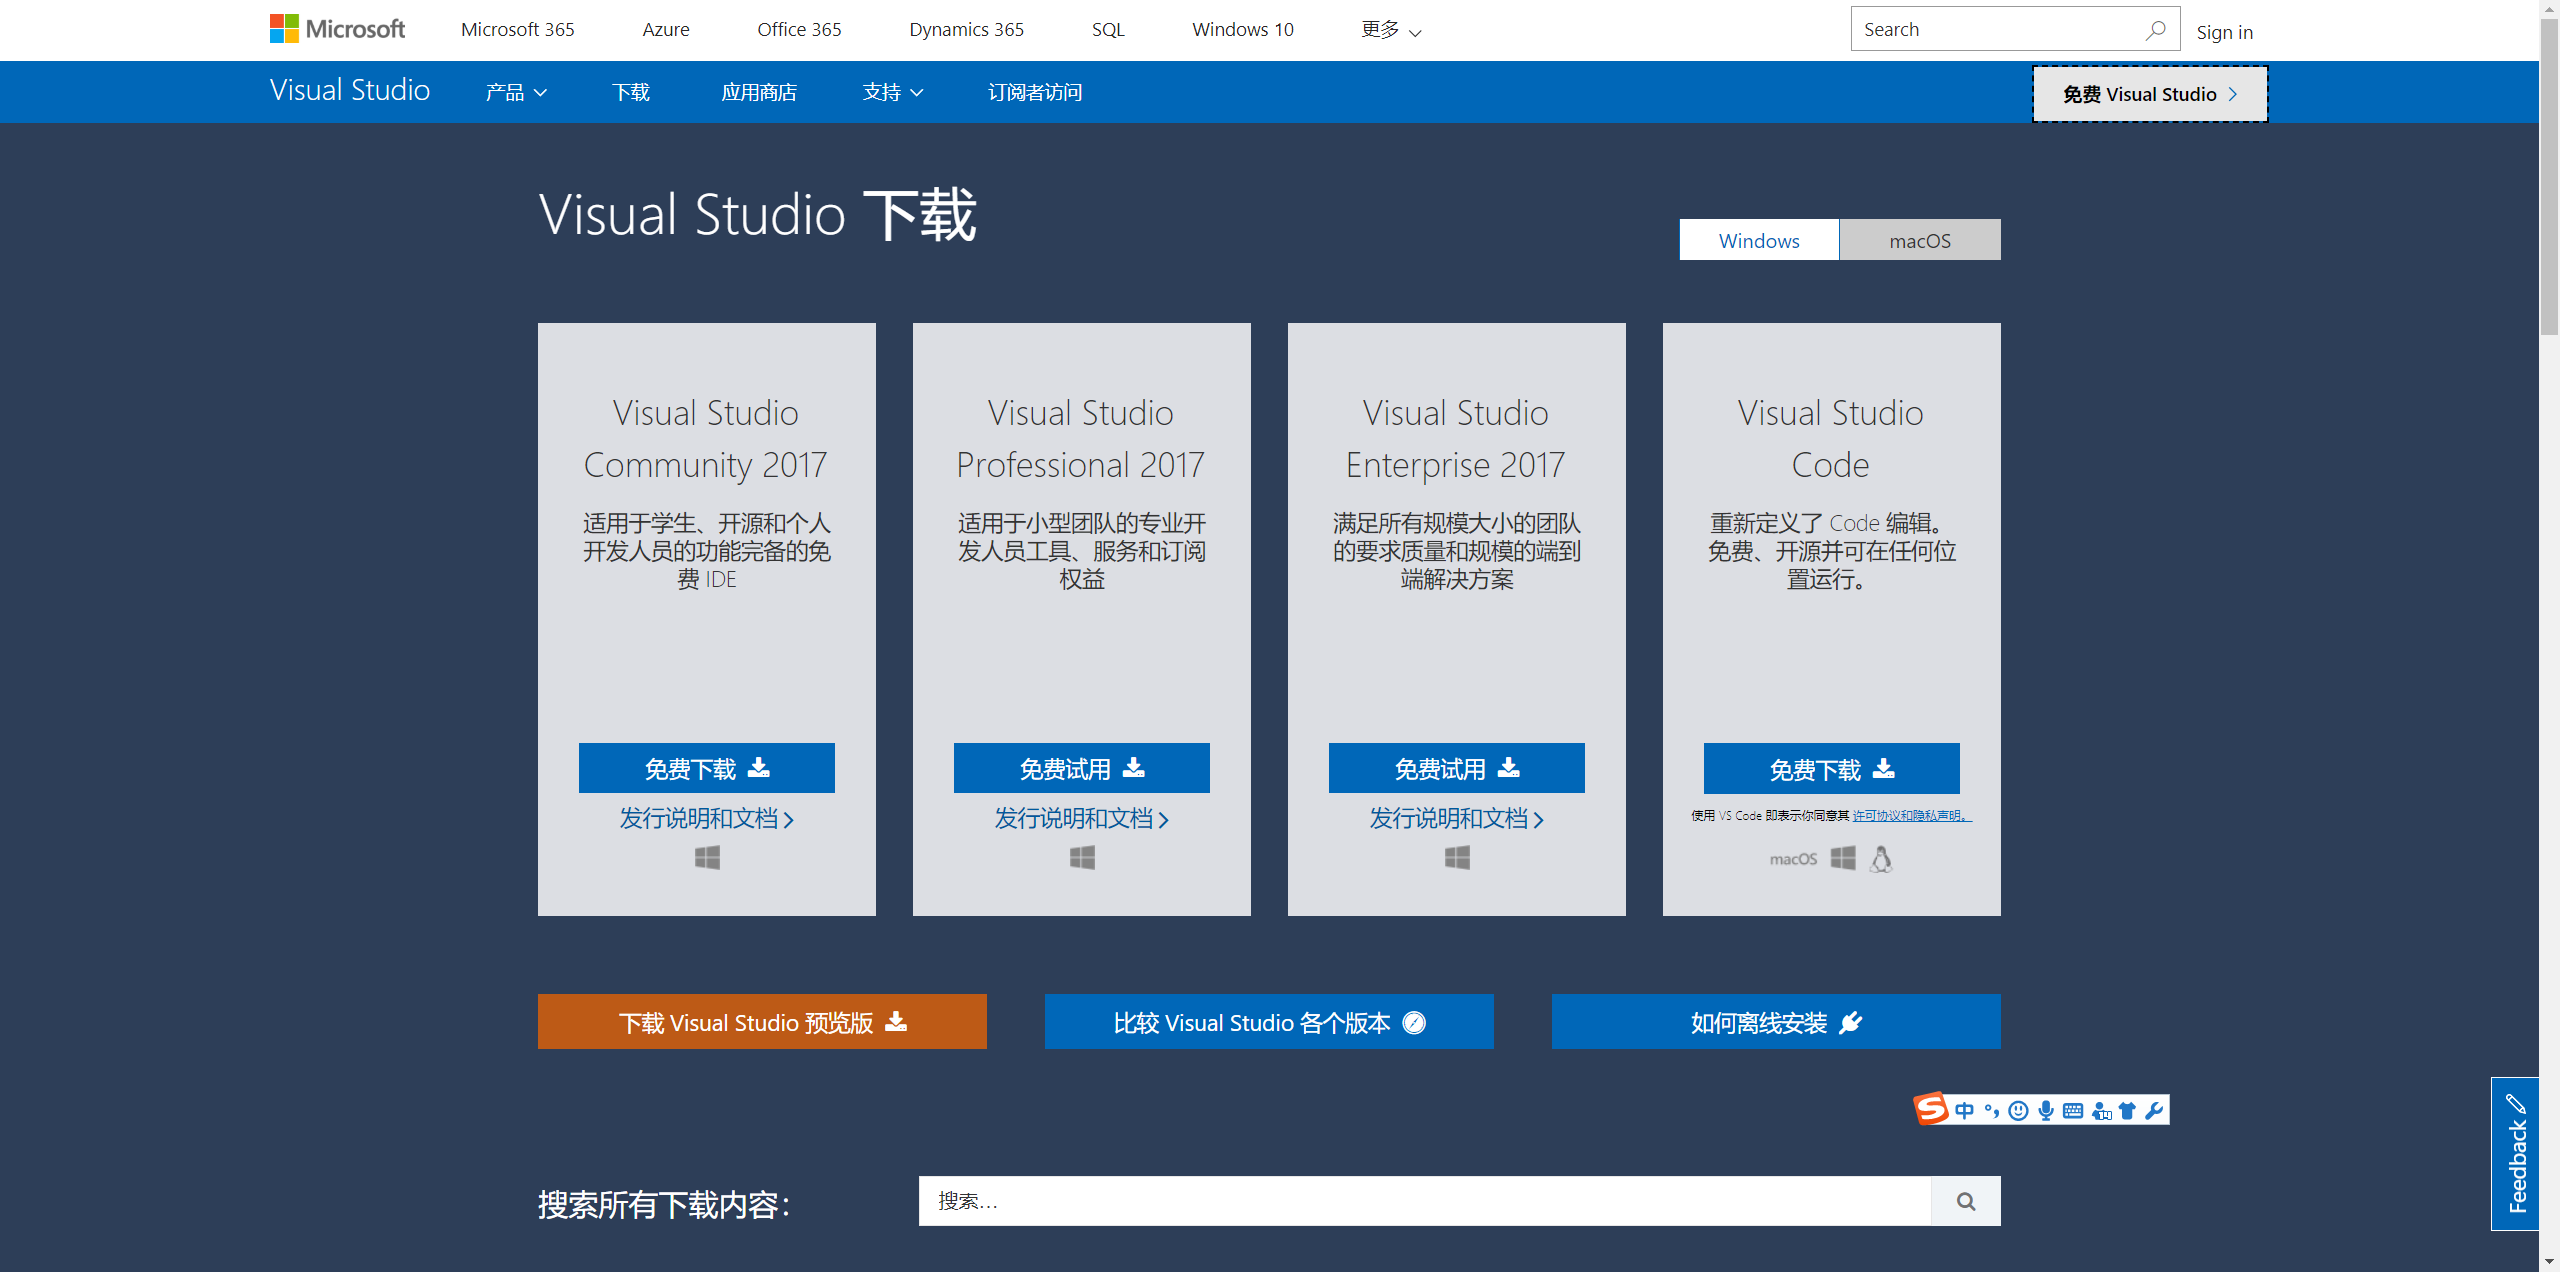 Microsoft
Microsoft 365
Azure
Office 365
Dynamics 365
SQL
Windows 10
更多
Search
Sign in
Visual Studio
产品
下载
应用商店
支持
订阅者访问
免费 Visual Studio
Visual Studio 下载
Windows
macOS
Visual Studio
Community 2017
适用于学生、开源和个人
开发人员的功能完备的免
费 IDE
免费下载
发行说明和文档
Visual Studio
Professional 2017
适用于小型团队的专业开
发人员工具、服务和订阅
权益
免费试用
发行说明和文档
Visual Studio
Enterprise 2017
满足所有规模大小的团队
的要求质量和规模的端到
端解决方案
免费试用
发行说明和文档
Visual Studio
Code
重新定义了 Code 编辑。
免费、开源并可在任何位
置运行。
免费下载
使用 VS Code 即表示你同意其 许可协议和隐私声明。
macOS
下载 Visual Studio 预览版
比较 Visual Studio 各个版本
如何离线安装
中
Feedback
搜索所有下载内容：
搜索...